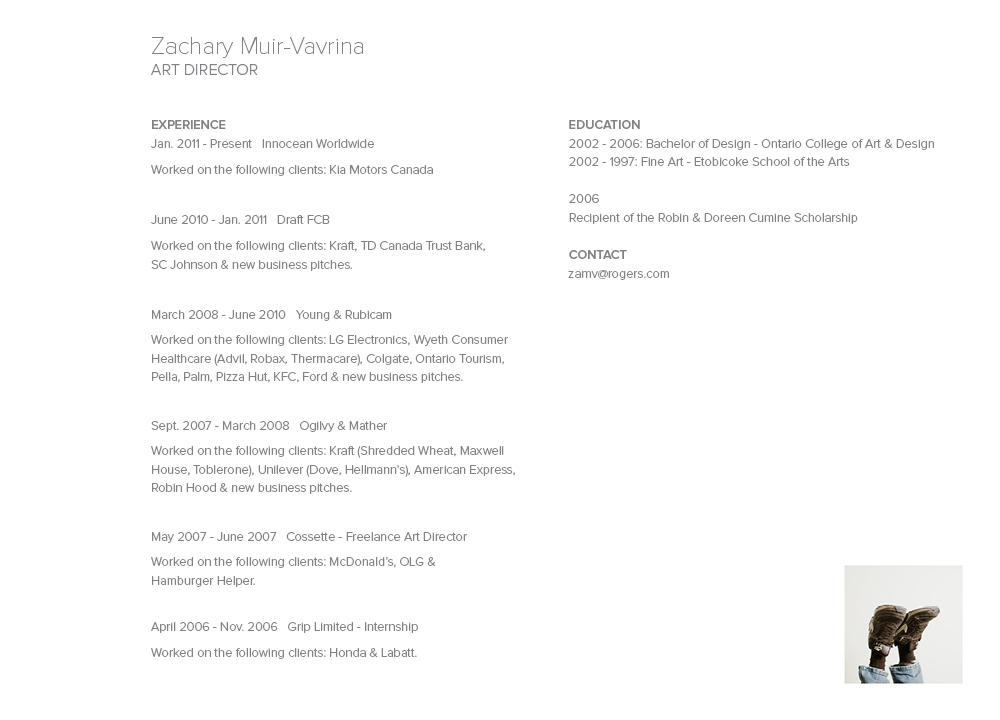 Zachary Muir-Vavrina
ART DIRECTOR
EXPERIENCE
Jan. 2011 - Present Innocean Worldwide
Worked on the following clients: Kia Motors Canada
June 2010 - Jan. 2011 Draft FCB
Worked on the following clients: Kraft, TD Canada Trust Bank,
SC Johnson & new business pitches.
March 2008 - June 2010 Young & Rubicam
Worked on the following clients: LG Electronics, Wyeth Consumer
Healthcare (Advil, Robax, Thermacare), Colgate, Ontario Tourism,
Pella, Palm, Pizza Hut, KFC, Ford & new business pitches.
Sept. 2007 - March 2008 Ogilvy & Mather
Worked on the following clients: Kraft (Shredded Wheat, Maxwell
House, Toblerone), Unilever (Dove, Hellmann's), American Express,
Robin Hood & new business pitches.
May 2007 - June 2007 Cossette - Freelance Art Director
Worked on the following clients: McDonald's, OLG &
Hamburger Helper.
April 2006 - Nov. 2006 Grip Limited - Internship
Worked on the following clients: Honda & Labatt.
EDUCATION
2002 - 2006: Bachelor of Design - Ontario College of Art & Design
2002 - 1997: Fine Art - Etobicoke School of the Arts
2006
Recipient of the Robin & Doreen Cumine Scholarship
CONTACT
zamv@rogers.com